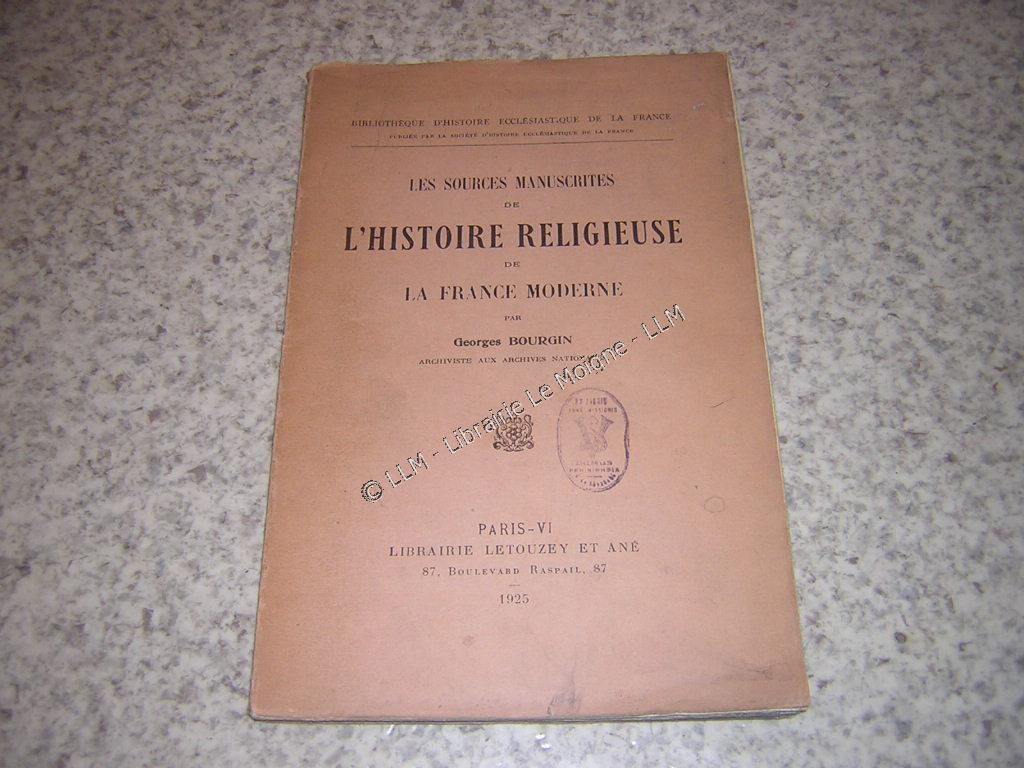 BIBLIOTHÈQUE D'HISTOIRE ECCLÉSIASTIQUE DE LA FRANCE
PUBLIÉE PAR LA SOCIÉTÉ D'HISTOIRE ECCLÉSIASTIQUE DE LA FRANCE
LES SOURCES MANUSCRITES
DE
L'HISTOIRE RELIGIEUSE
DE
LA FRANCE MODERNE
PAR
Georges BOURGIN
ARCHIVISTE AUX ARCHIVES
© LLM - Librairie Le Moigne - LLM
PARIS-VI
LIBRAIRIE LETOUZEY ET ANÉ
87, BOULEVARD RASPAIL, 87
1925